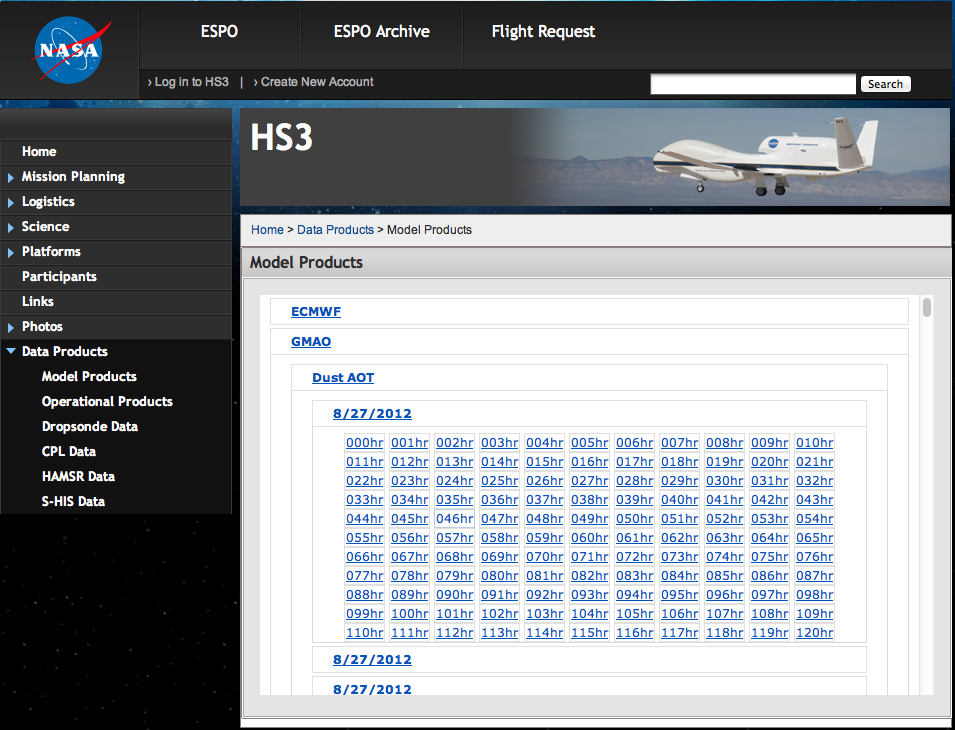 NASA
ESPO
ESPO Archive
Flight Request
› Log in to HS3 | › Create New Account
Search
HS3
Home
Mission Planning
Logistics
Science
Platforms
Participants
Links
Photos
Data Products
Model Products
Operational Products
Dropsonde Data
CPL Data
HAMSR Data
S-HIS Data
Home > Data Products > Model Products
Model Products
ECMWF
GMAO
Dust AOT
8/27/2012
000hr 001hr 002hr 003hr 004hr 005hr 006hr 007hr 008hr 009hr 010hr
011hr 012hr 013hr 014hr 015hr 016hr 017hr 018hr 019hr 020hr 021hr
022hr 023hr 024hr 025hr 026hr 027hr 028hr 029hr 030hr 031hr 032hr
033hr 034hr 035hr 036hr 037hr 038hr 039hr 040hr 041hr 042hr 043hr
044hr 045hr 046hr 047hr 048hr 049hr 050hr 051hr 052hr 053hr 054hr
055hr 056hr 057hr 058hr 059hr 060hr 061hr 062hr 063hr 064hr 065hr
066hr 067hr 068hr 069hr 070hr 071hr 072hr 073hr 074hr 075hr 076hr
077hr 078hr 079hr 080hr 081hr 082hr 083hr 084hr 085hr 086hr 087hr
088hr 089hr 090hr 091hr 092hr 093hr 094hr 095hr 096hr 097hr 098hr
099hr 100hr 101hr 102hr 103hr 104hr 105hr 106hr 107hr 108hr 109hr
110hr 111hr 112hr 113hr 114hr 115hr 116hr 117hr 118hr 119hr 120hr
8/27/2012
8/27/2012